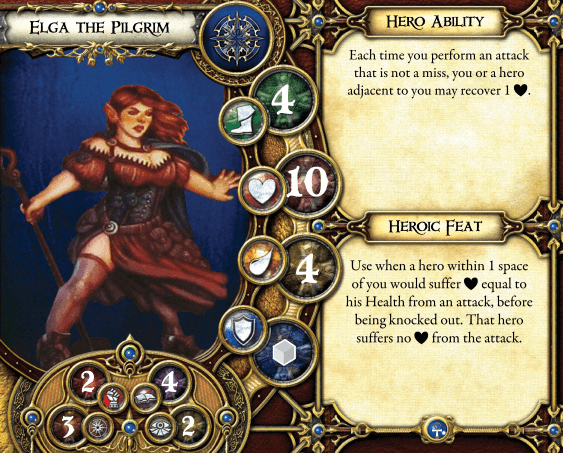 Elga the Pilgrim
4
10
4
2
4
3
2
Hero Ability
Each time you perform an attack
that is not a miss, you or a hero
adjacent to you may recover 1 ♥.
Heroic Feat
Use when a hero within 1 space
of you would suffer ♥ equal to
his Health from an attack, before
being knocked out. That hero
suffers no ♥ from the attack.